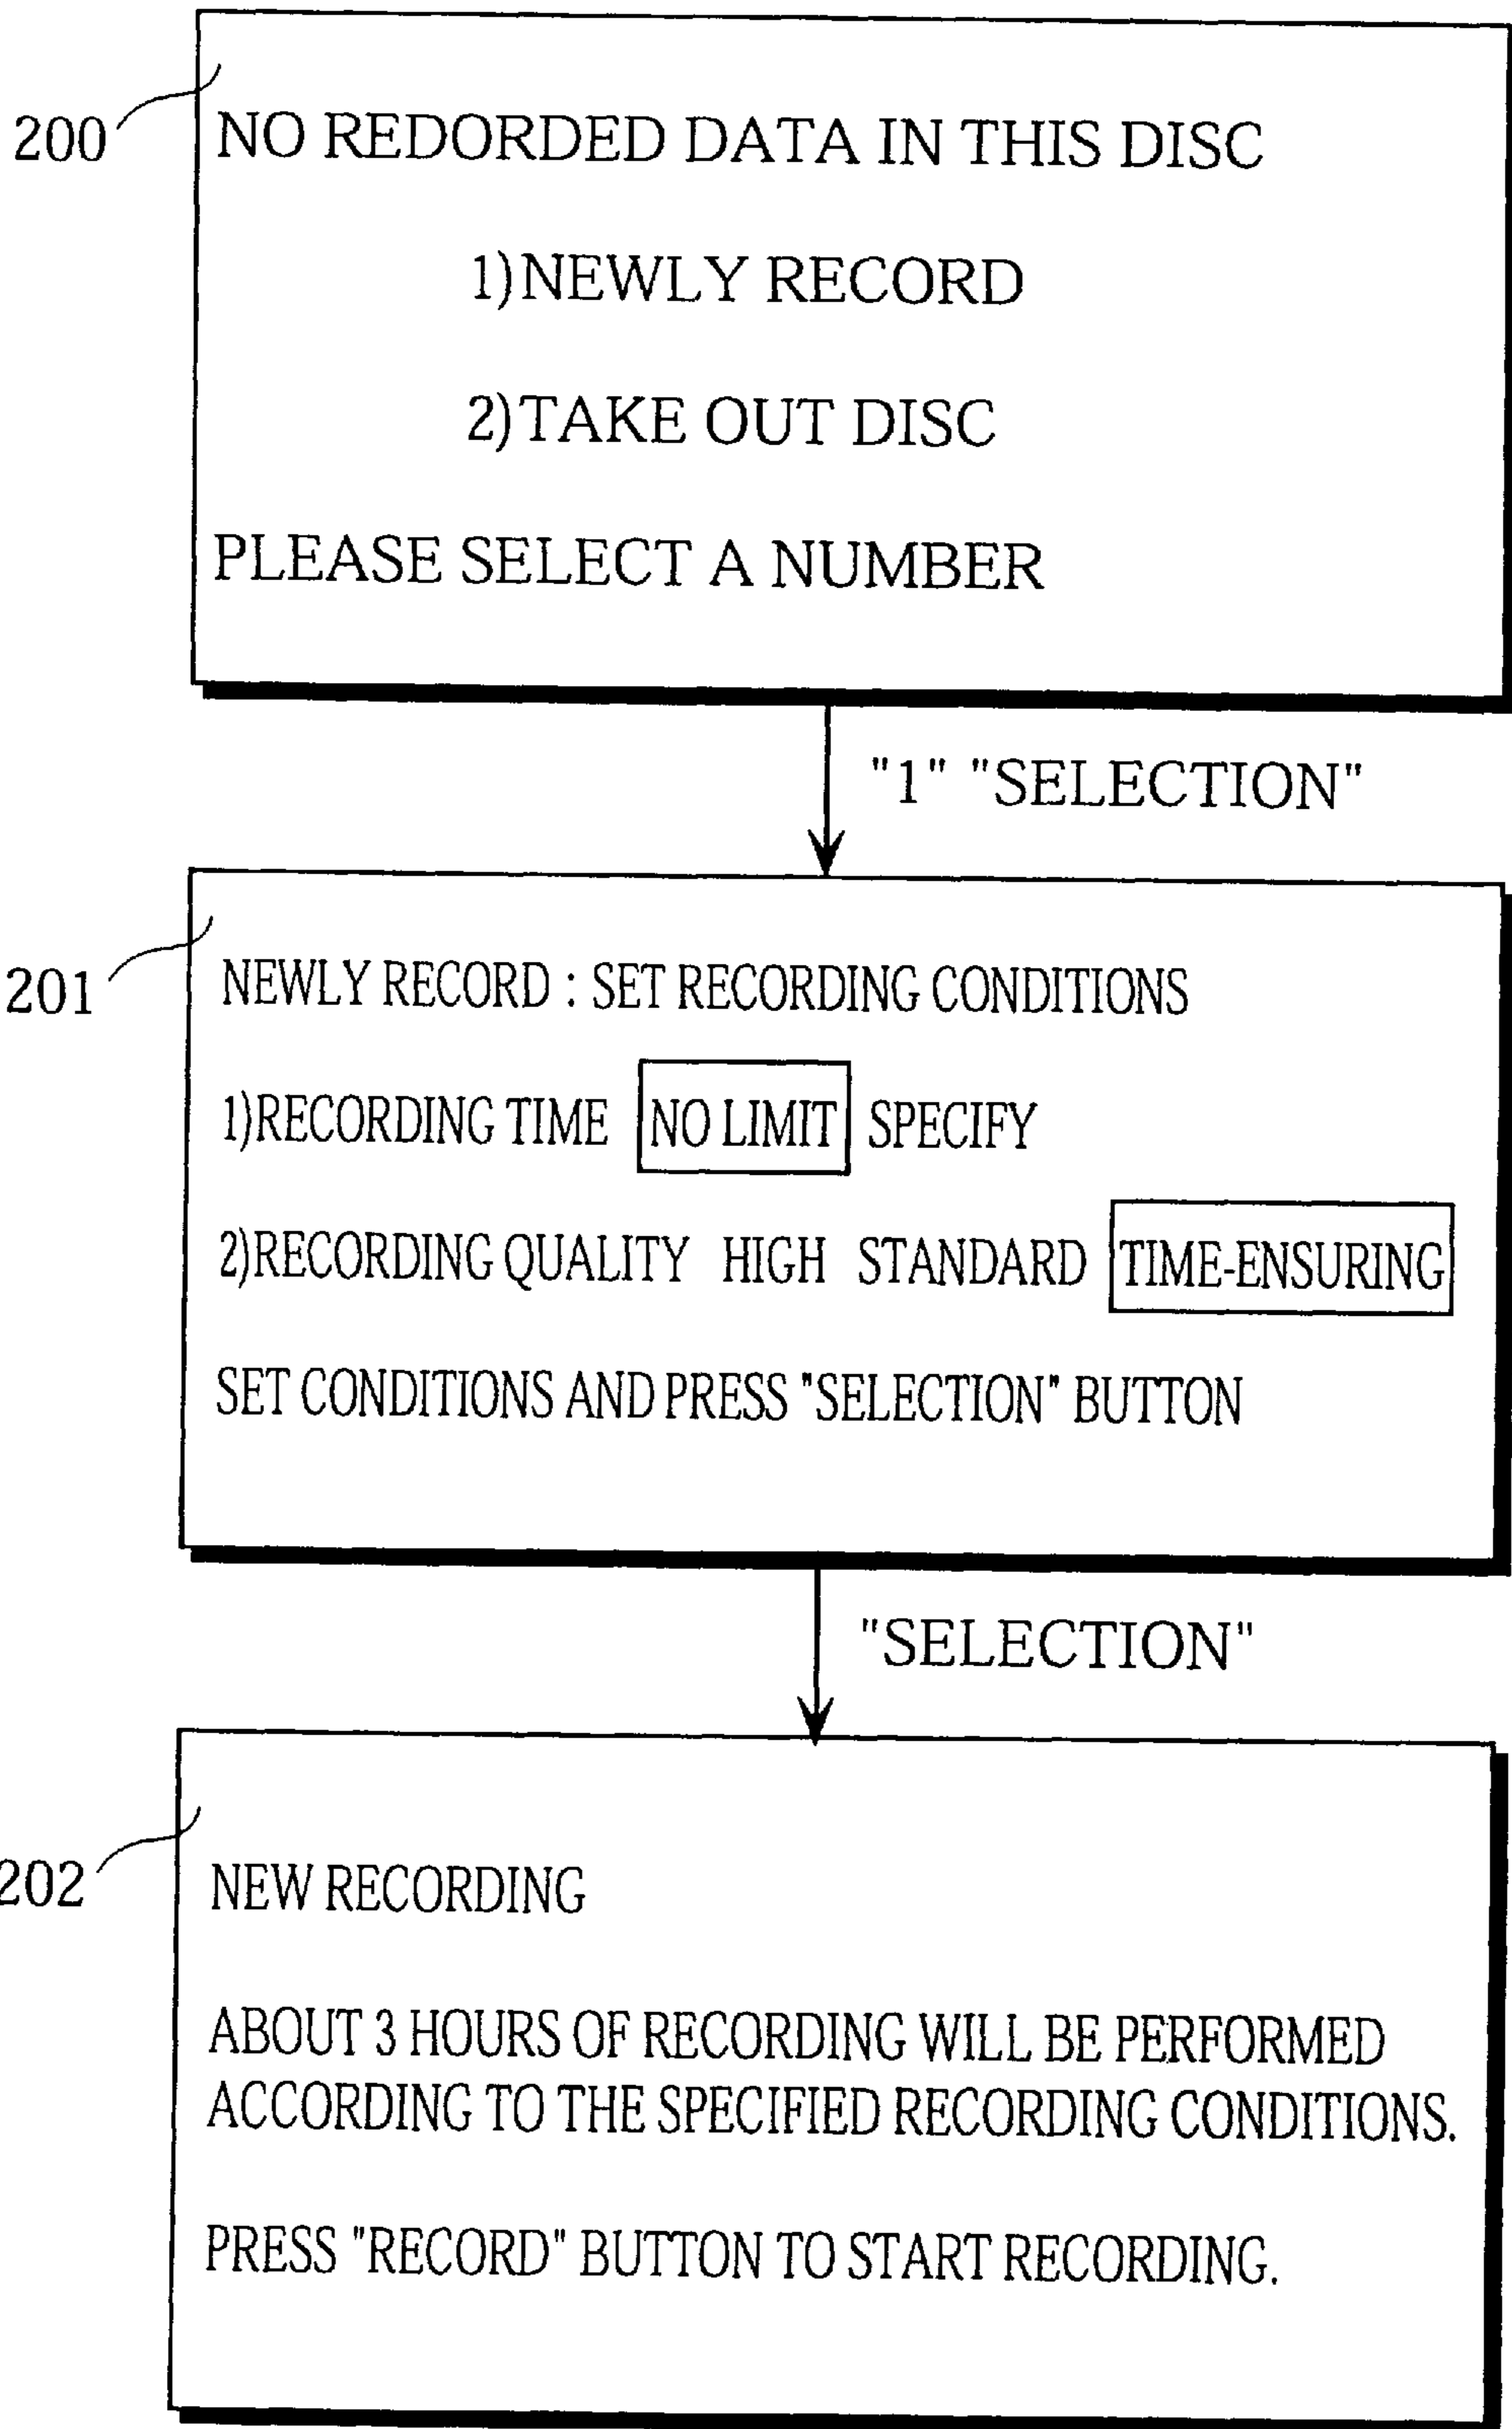 200
NO REDORDED DATA IN THIS DISC
1)NEWLY RECORD
2)TAKE OUT DISC
PLEASE SELECT A NUMBER
"1" "SELECTION"
201
NEWLY RECORD : SET RECORDING CONDITIONS
1)RECORDING TIME NO LIMIT SPECIFY
2)RECORDING QUALITY HIGH STANDARD TIME-ENSURING
SET CONDITIONS AND PRESS "SELECTION" BUTTON
"SELECTION"
202
NEW RECORDING
ABOUT 3 HOURS OF RECORDING WILL BE PERFORMED
ACCORDING TO THE SPECIFIED RECORDING CONDITIONS.
PRESS "RECORD" BUTTON TO START RECORDING.